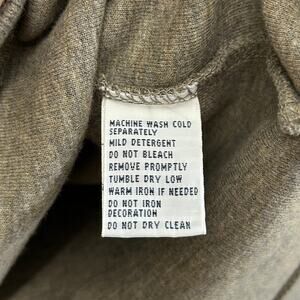 MACHINE WASH COLD
SEPARATELY
MILD DETERGENT
DO NOT BLEACH
REMOVE PROMPTLY
TUMBLE DRY LOW
WARM IRON IF NEEDED
DO NOT IRON
DECORATION
DO NOT DRY CLEAN